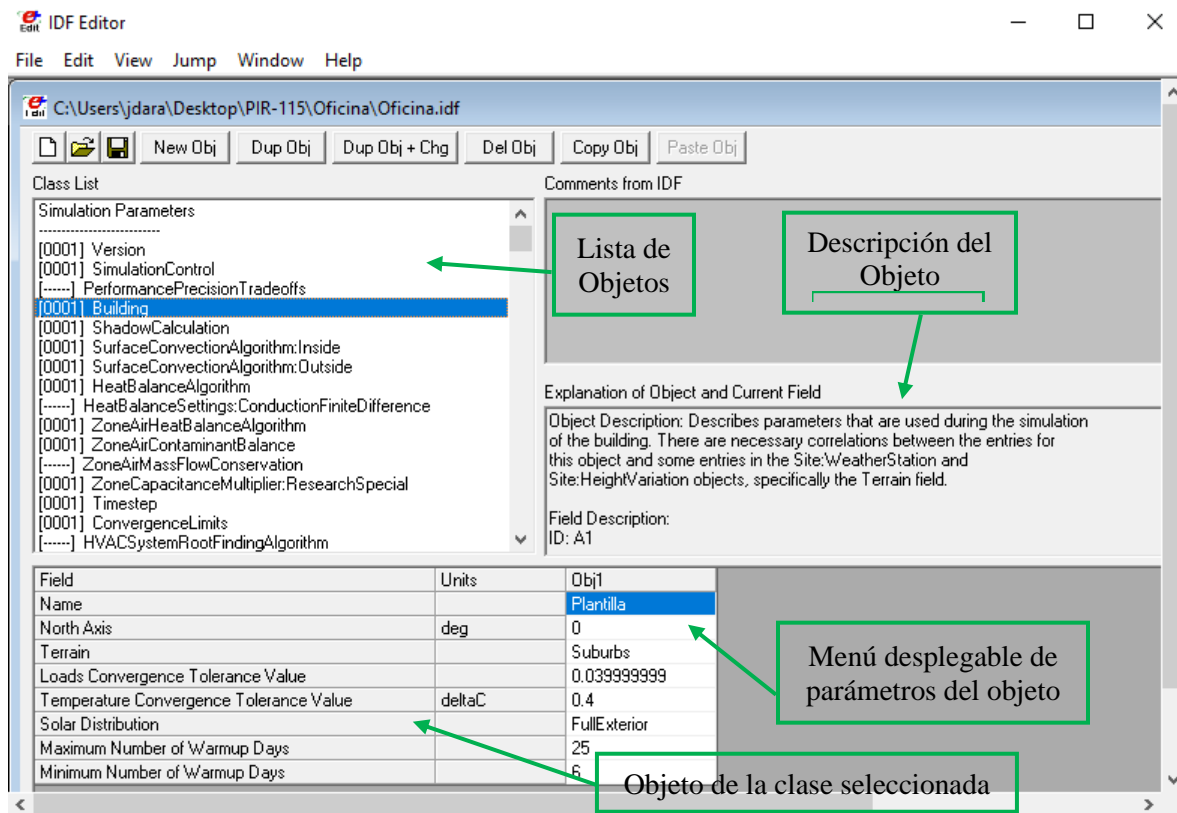 IDF Editor
File Edit View Jump Window Help
C:\Users\jdara\Desktop\PIR-115\Oficina\Oficina.idf
New Obj Dup Obj Dup Obj + Chg Del Obj Copy Obj Paste Obj
Class List
Simulation Parameters
---------------------------
[0001] Version
[0001] SimulationControl
[------] PerformancePrecisionTradeoffs
[0001] Building
[0001] ShadowCalculation
[0001] SurfaceConvectionAlgorithm:Inside
[0001] SurfaceConvectionAlgorithm:Outside
[0001] HeatBalanceAlgorithm
[------] HeatBalanceSettings:ConductionFiniteDifference
[0001] ZoneAirHeatBalanceAlgorithm
[0001] ZoneAirContaminantBalance
[------] ZoneAirMassFlowConservation
[0001] ZoneCapacitanceMultiplier:ResearchSpecial
[0001] Timestep
[0001] ConvergenceLimits
[------] HVACSystemRootFindingAlgorithm
Lista de
Objetos
Comments from IDF
Descripción del
Objeto
Explanation of Object and Current Field
Object Description: Describes parameters that are used during the simulation
of the building. There are necessary correlations between the entries for
this object and some entries in the Site:WeatherStation and
Site:HeightVariation objects, specifically the Terrain field.
Field Description:
ID: A1
Field Units Obj1
Name Plantilla
North Axis deg 0
Terrain Suburbs
Loads Convergence Tolerance Value 0.039999999
Temperature Convergence Tolerance Value deltaC 0.4
Solar Distribution FullExterior
Maximum Number of Warmup Days 25
Minimum Number of Warmup Days 6
Menú desplegable de
parámetros del objeto
Objeto de la clase seleccionada